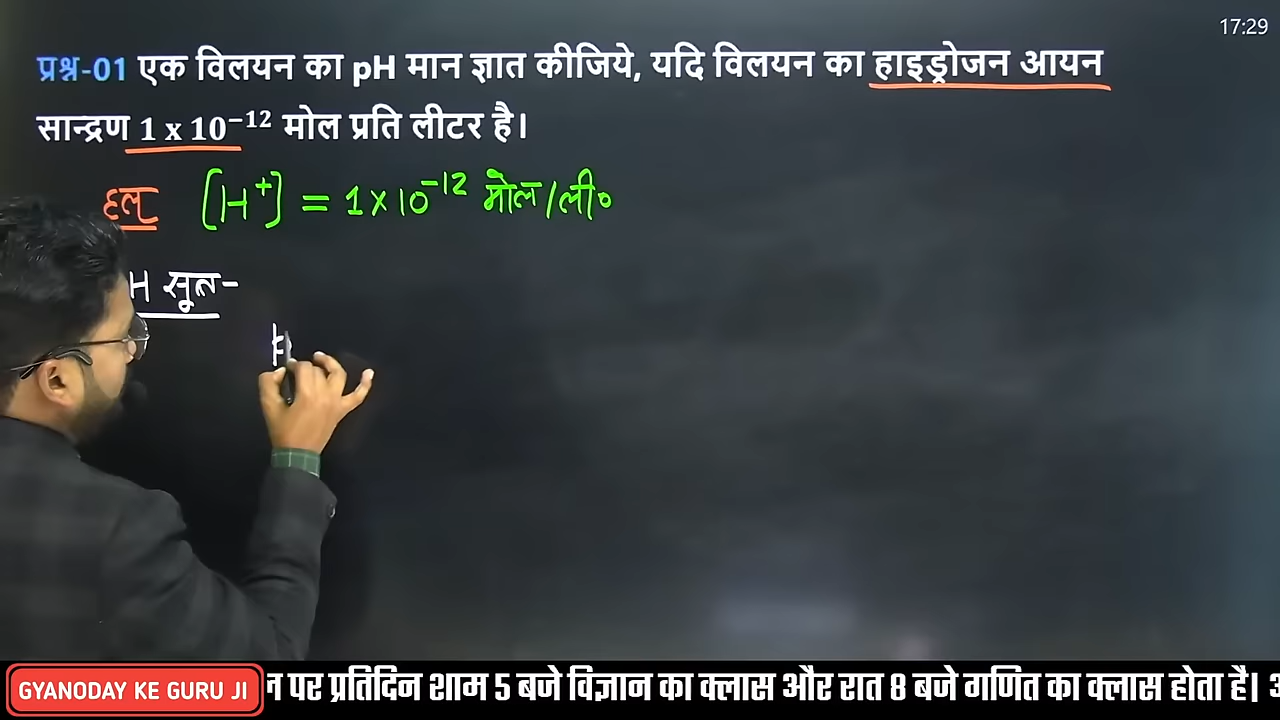 17:29
प्रश्न-01 एक विलयन का pH मान ज्ञात कीजिये, यदि विलयन का हाइड्रोजन आयन
सान्द्रण 1 x 10⁻¹² मोल प्रति लीटर है।
हल [H⁺] = 1×10⁻¹² मोल/ली०
H सूत्र-
GYANODAY KE GURU JI पर प्रतिदिन शाम 5 बजे विज्ञान का क्लास और रात 8 बजे गणित का क्लास होता है।